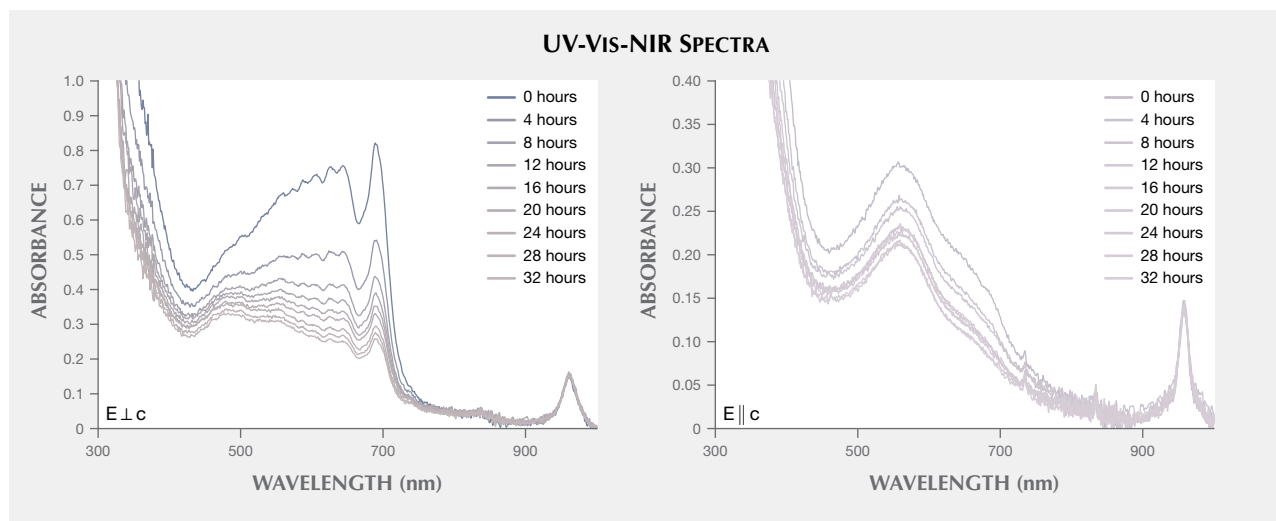 UV-VIS-NIR SPECTRA
ABSORBANCE
1.0
0.9
0.8
0.7
0.6
0.5
0.4
0.3
0.2
0.1
0
0 hours
4 hours
8 hours
12 hours
16 hours
20 hours
24 hours
28 hours
32 hours
E⊥c
300
500
700
900
WAVELENGTH (nm)
ABSORBANCE
0.40
0.35
0.30
0.25
0.20
0.15
0.10
0.05
0
0 hours
4 hours
8 hours
12 hours
16 hours
20 hours
24 hours
28 hours
32 hours
E||c
300
500
700
900
WAVELENGTH (nm)